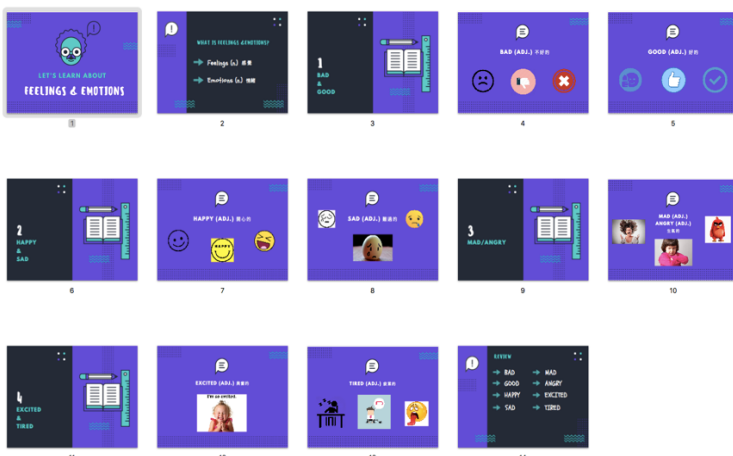 !
LET'S LEARN ABOUT
FEELINGS & EMOTIONS
1
!
WHAT IS FEELINGS &EMOTIONS?
Feelings (n.) 感覺
Emotions (n.) 情緒
2
1
BAD
&
GOOD
3
BAD (ADJ.) 不好的
4
GOOD (ADJ.) 好的
5
2
HAPPY
&
SAD
6
HAPPY (ADJ.) 開心的
HAPPY
7
SAD (ADJ.) 難過的
8
3
MAD/ANGRY
9
MAD (ADJ.)
ANGRY (ADJ.)
生氣的
10
4
EXCITED
&
TIRED
EXCITED (ADJ.) 興奮的
I'm so excited.
TIRED (ADJ.) 疲累的
!
REVIEW
BAD
GOOD
HAPPY
SAD
MAD
ANGRY
EXCITED
TIRED